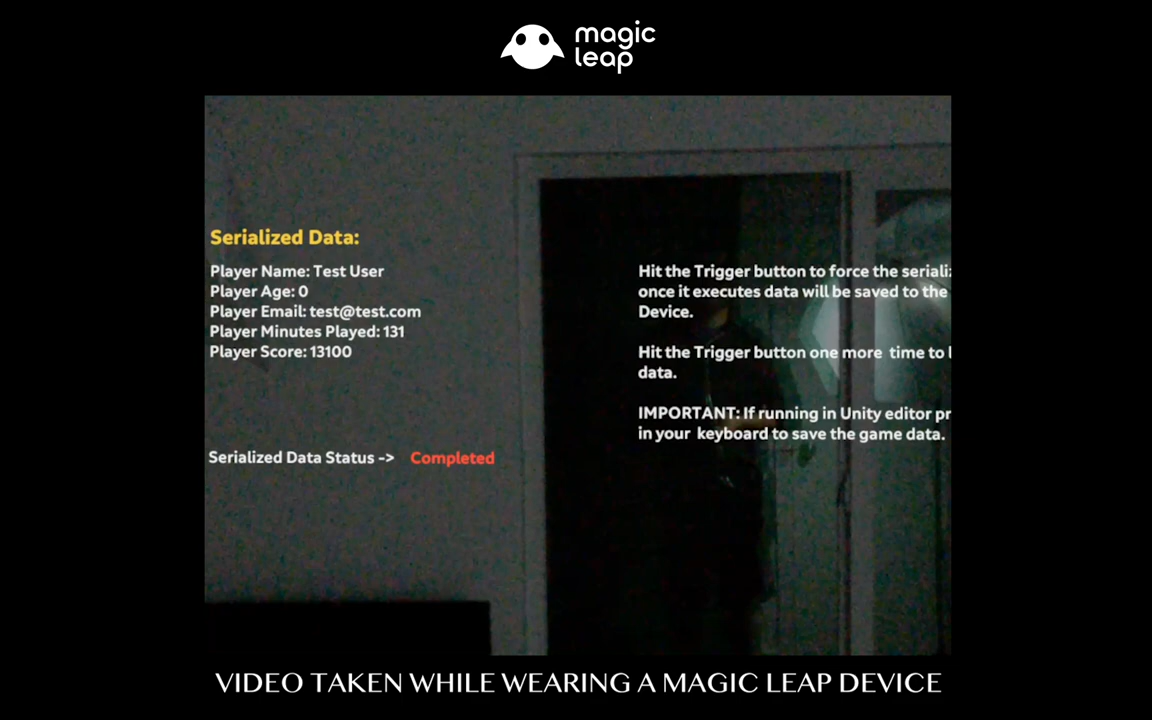 magic
leap
Serialized Data:
Player Name: Test User
Player Age: 0
Player Email: test@test.com
Player Minutes Played: 131
Player Score: 13100
Serialized Data Status -> Completed
Hit the Trigger button to force the
once it executes data will be saved to the
Device.
Hit the Trigger button one more time to
data.
IMPORTANT: If running in Unity editor
in your keyboard to save the game data.
VIDEO TAKEN WHILE WEARING A MAGIC LEAP DEVICE